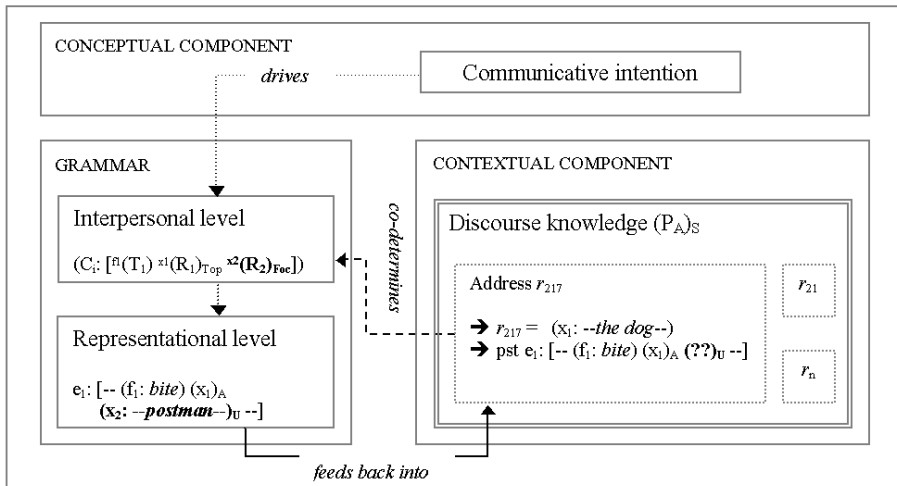 CONCEPTUAL COMPONENT
drives
Communicative intention
GRAMMAR
Interpersonal level
(Cᵢ: [ᶠ¹(T₁) ˣ¹(R₁)Top ˣ²(R₂)Foc])
Representational level
e₁: [-- (f₁: bite) (x₁)A
(x₂: --postman--)U --]
co-determines
CONTEXTUAL COMPONENT
Discourse knowledge (PA)S
Address r₂₁₇
➔ r₂₁₇ = (x₁: --the dog--)
➔ pst e₁: [-- (f₁: bite) (x₁)A (??)U --]
r₂₁
rₙ
feeds back into